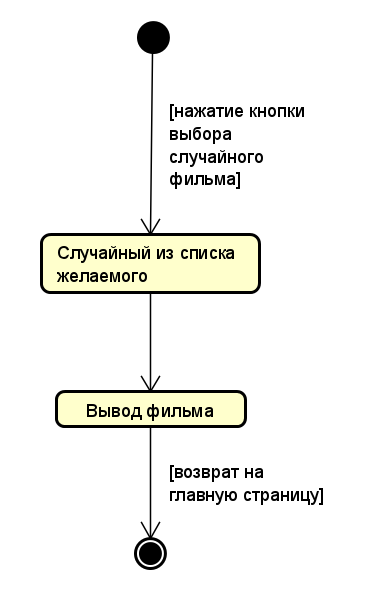 [нажатие кнопки
выбора
случайного
фильма]
Случайный из списка
желаемого
Вывод фильма
[возврат на
главную страницу]